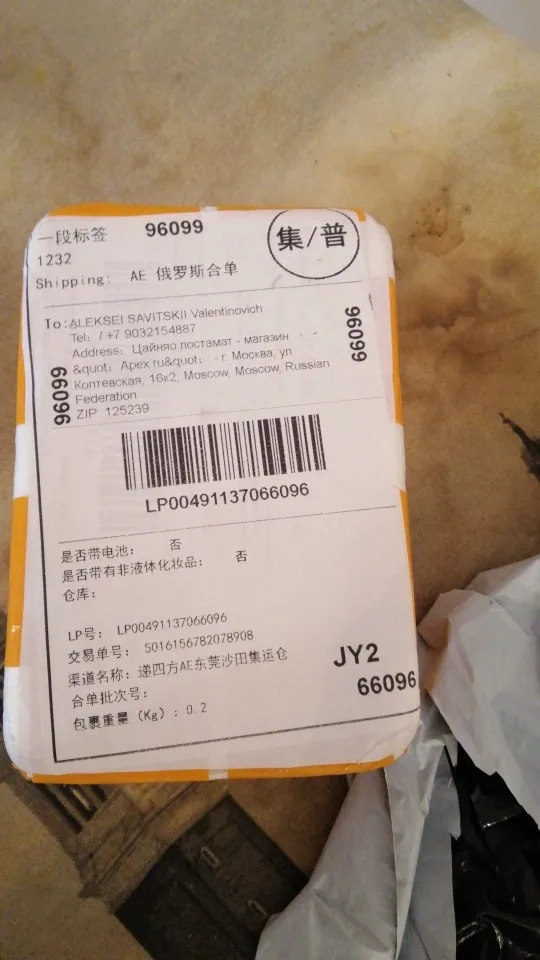 一段标签 96099
集/普
1232
Shipping: AE 俄罗斯合单
To:ALEKSEI SAVITSKII Valentinovich
Tel: / +7 9032154887
Address: Цайняо постамат - магазин
&quot; Apex ru&quot; - г. Москва, ул
Коптевская, 16к2, Moscow, Moscow, Russian
Federation
ZIP 125239
96099
66096
LP00491137066096
是否带电池: 否
是否带有非液体化妆品: 否
仓库:
LP号: LP00491137066096
交易单号: 5016156782078908
渠道名称: 递四方AE东莞沙田集运仓
合单批次号:
包裹重量 (Kg) : 0.2
JY2
66096